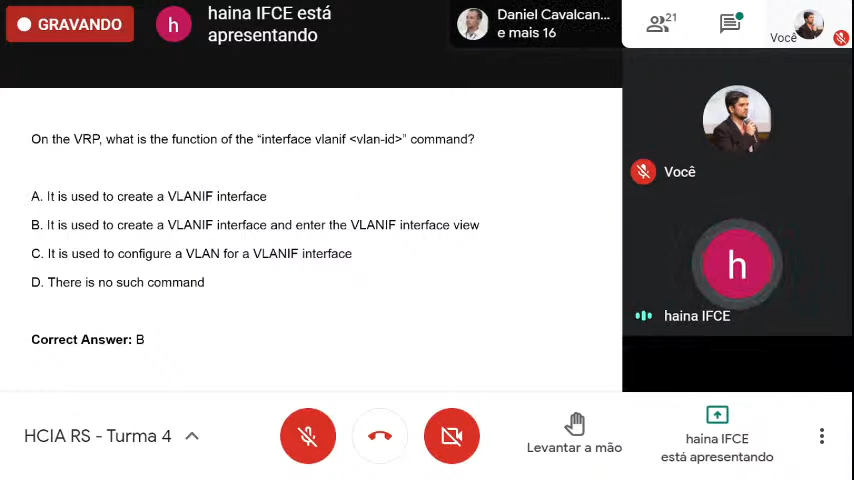 GRAVANDO
h
haina IFCE está
apresentando
Daniel Cavalcan...
e mais 16
21
Você
On the VRP, what is the function of the “interface vlanif <vlan-id>” command?
A. It is used to create a VLANIF interface
B. It is used to create a VLANIF interface and enter the VLANIF interface view
C. It is used to configure a VLAN for a VLANIF interface
D. There is no such command
Correct Answer: B
Você
h
haina IFCE
HCIA RS - Turma 4
Levantar a mão
haina IFCE
está apresentando